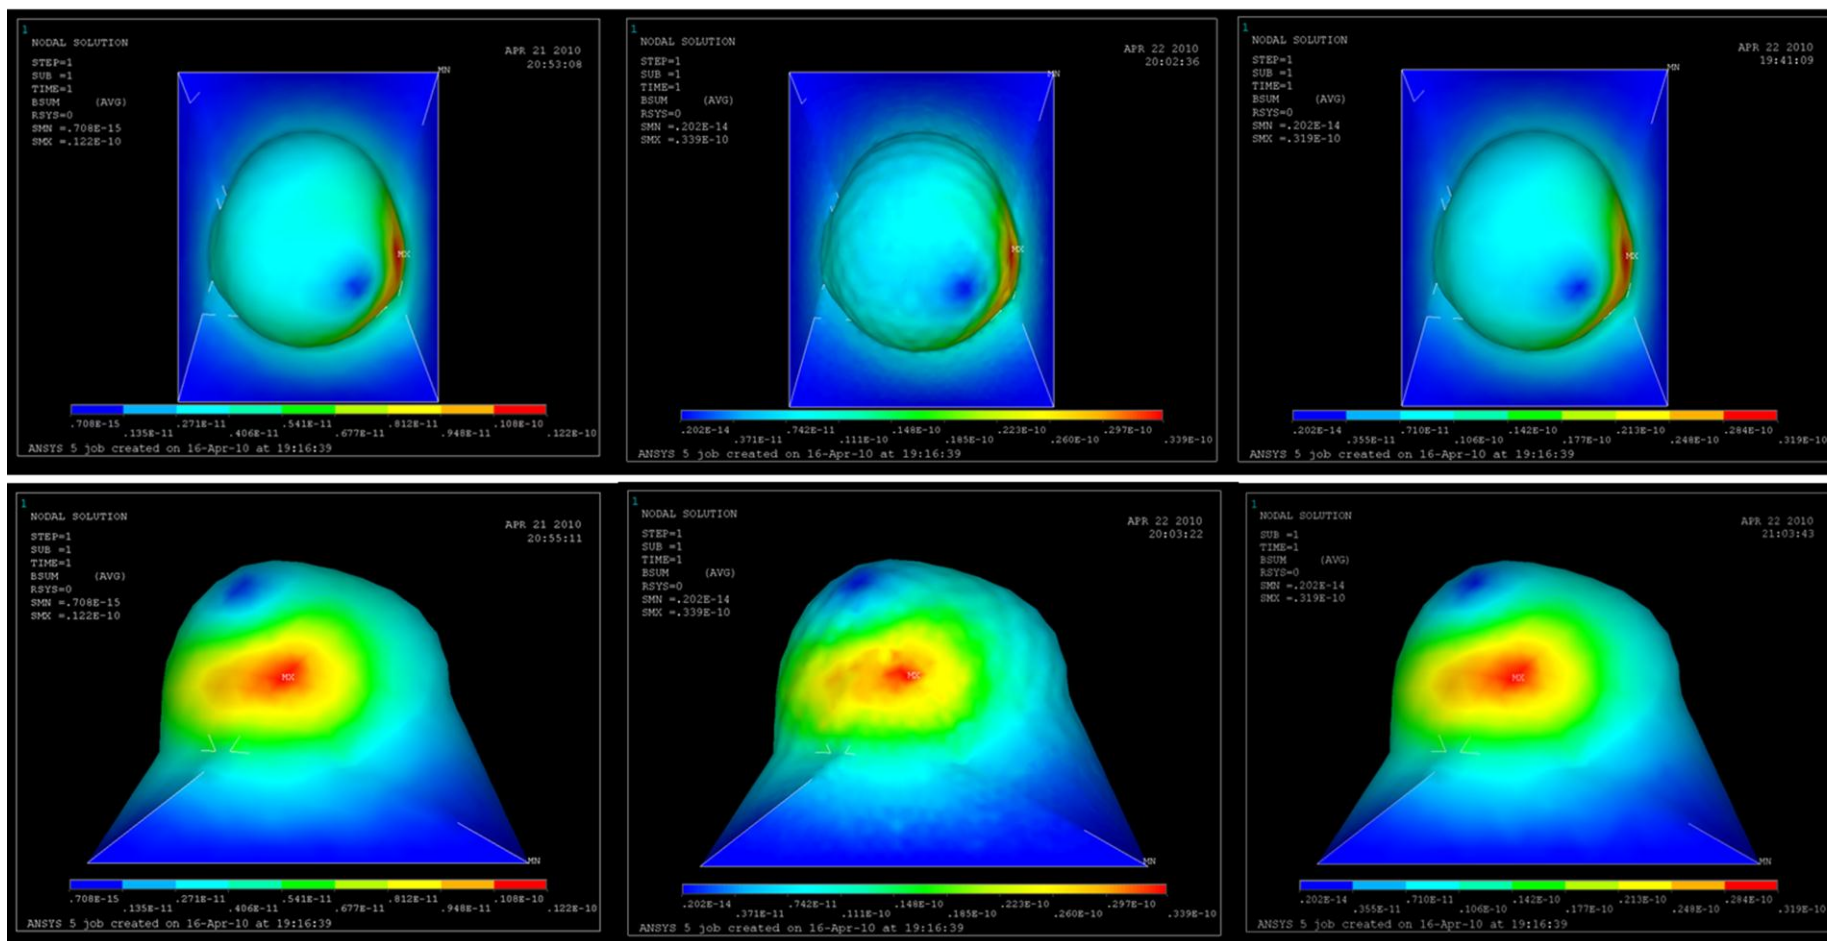 1
NODAL SOLUTION
APR 21 2010
20:53:08
STEP=1
SUB =1
TIME=1
BSUM (AVG)
RSYS=0
SMN =.708E-15
SMX =.122E-10
MN
MX
.708E-15 .271E-11 .541E-11 .812E-11 .108E-10
.135E-11 .406E-11 .677E-11 .948E-11 .122E-10
ANSYS 5 job created on 16-Apr-10 at 19:16:39
1
NODAL SOLUTION
APR 22 2010
20:02:36
STEP=1
SUB =1
TIME=1
BSUM (AVG)
RSYS=0
SMN =.202E-14
SMX =.339E-10
MN
MX
.202E-14 .742E-11 .148E-10 .223E-10 .297E-10
.371E-11 .111E-10 .185E-10 .260E-10 .339E-10
ANSYS 5 job created on 16-Apr-10 at 19:16:39
1
NODAL SOLUTION
APR 22 2010
19:41:09
STEP=1
SUB =1
TIME=1
BSUM (AVG)
RSYS=0
SMN =.202E-14
SMX =.319E-10
MN
MX
.202E-14 .710E-11 .142E-10 .213E-10 .284E-10
.355E-11 .106E-10 .177E-10 .248E-10 .319E-10
ANSYS 5 job created on 16-Apr-10 at 19:16:39
1
NODAL SOLUTION
APR 21 2010
20:55:11
STEP=1
SUB =1
TIME=1
BSUM (AVG)
RSYS=0
SMN =.708E-15
SMX =.122E-10
MX
MN
.708E-15 .271E-11 .541E-11 .812E-11 .108E-10
.135E-11 .406E-11 .677E-11 .948E-11 .122E-10
ANSYS 5 job created on 16-Apr-10 at 19:16:39
1
NODAL SOLUTION
APR 22 2010
20:03:22
STEP=1
SUB =1
TIME=1
BSUM (AVG)
RSYS=0
SMN =.202E-14
SMX =.339E-10
MX
MN
.202E-14 .742E-11 .148E-10 .223E-10 .297E-10
.371E-11 .111E-10 .185E-10 .260E-10 .339E-10
ANSYS 5 job created on 16-Apr-10 at 19:16:39
1
NODAL SOLUTION
APR 22 2010
21:03:43
SUB =1
TIME=1
BSUM (AVG)
RSYS=0
SMN =.202E-14
SMX =.319E-10
MX
MN
.202E-14 .710E-11 .142E-10 .213E-10 .284E-10
.355E-11 .106E-10 .177E-10 .248E-10 .319E-10
ANSYS 5 job created on 16-Apr-10 at 19:16:39